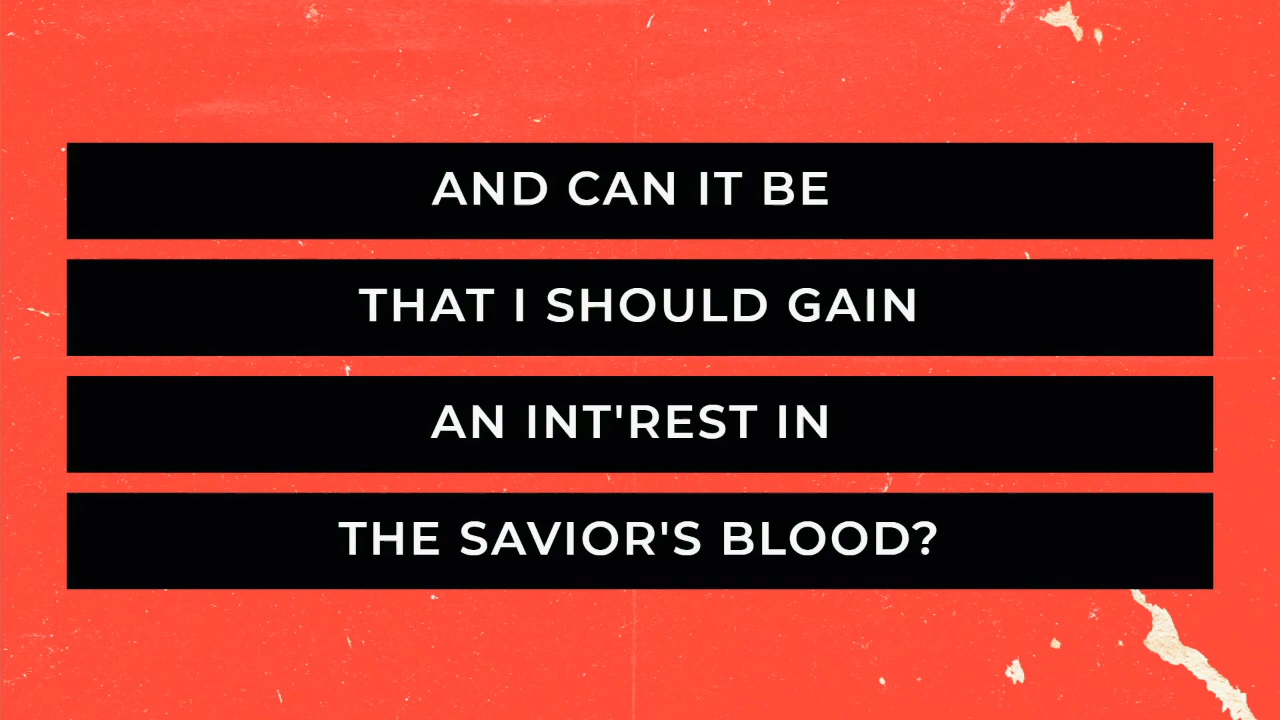 AND CAN IT BE
THAT I SHOULD GAIN
AN INT'REST IN
THE SAVIOR'S BLOOD?